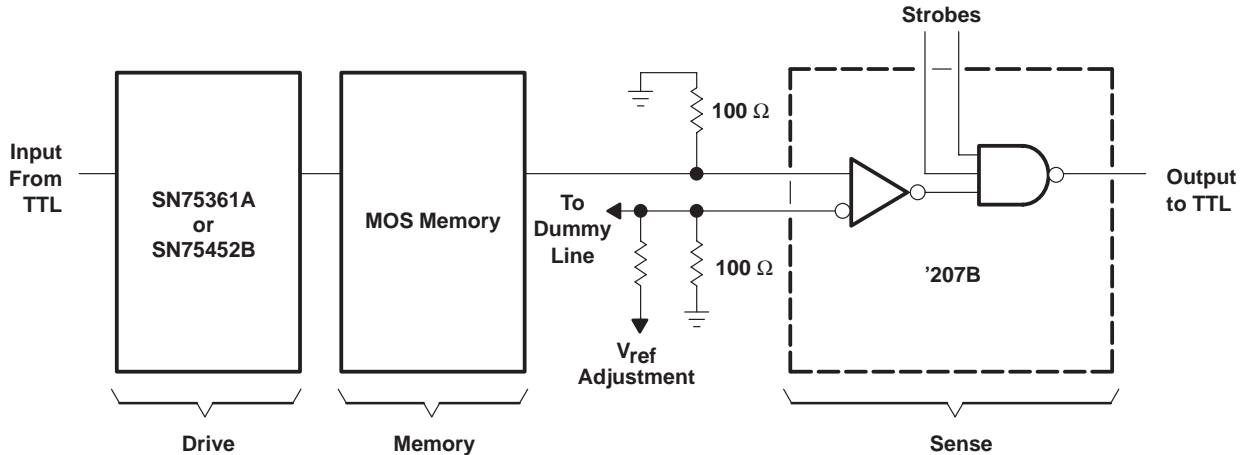 Strobes
100 Ω
Input
From
TTL
SN75361A
or
SN75452B
MOS Memory
To
Dummy
Line
100 Ω
’207B
Output
to TTL
Vref
Adjustment
Drive
Memory
Sense